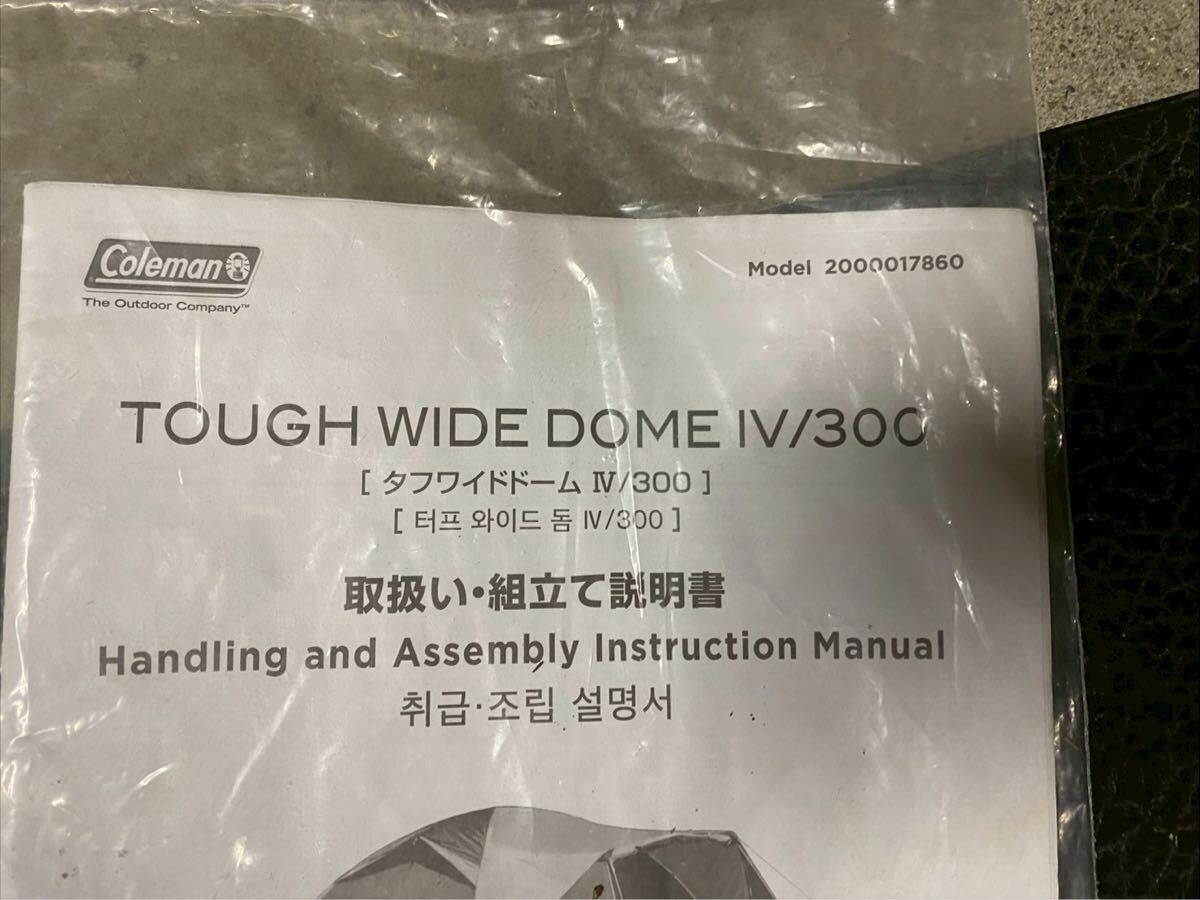 Coleman
The Outdoor Company™
Model 2000017860
TOUGH WIDE DOME IV/300
[ タフワイドドーム Ⅳ/300 ]
[ 터프 와이드 돔 Ⅳ/300 ]
取扱い・組立て説明書
Handling and Assembly Instruction Manual
취급·조립 설명서